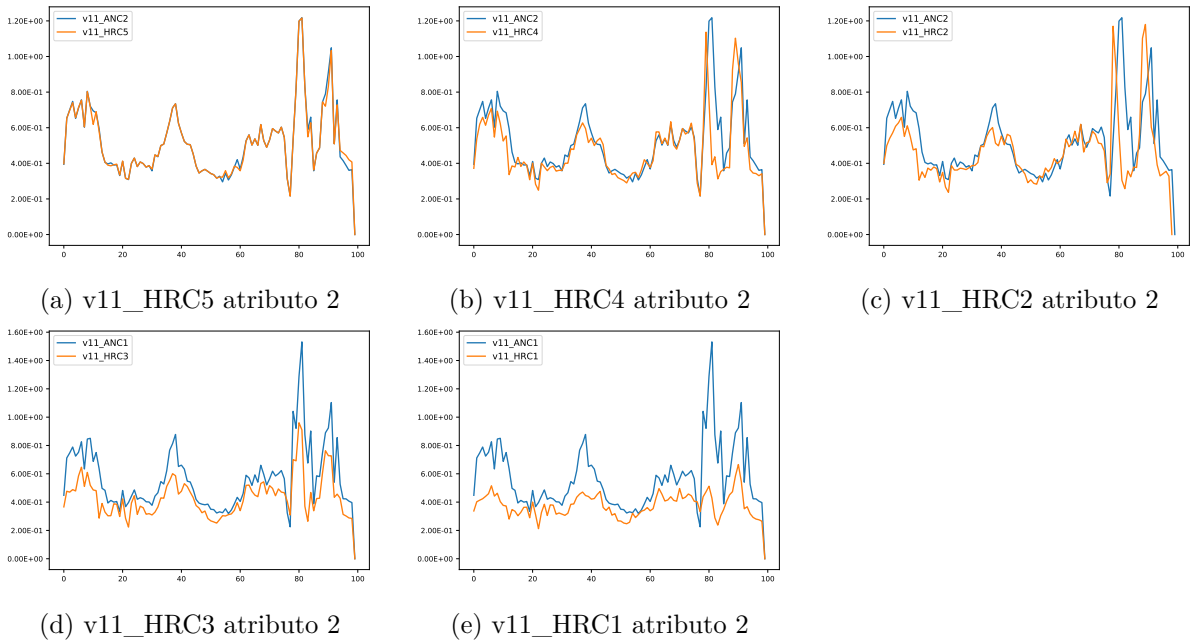 1.20E+00
1.00E+00
8.00E-01
6.00E-01
4.00E-01
2.00E-01
0.00E+00
v11_ANC2
v11_HRC5
0 20 40 60 80 100
(a) v11_HRC5 atributo 2
1.20E+00
1.00E+00
8.00E-01
6.00E-01
4.00E-01
2.00E-01
0.00E+00
v11_ANC2
v11_HRC4
0 20 40 60 80 100
(b) v11_HRC4 atributo 2
1.20E+00
1.00E+00
8.00E-01
6.00E-01
4.00E-01
2.00E-01
0.00E+00
v11_ANC2
v11_HRC2
0 20 40 60 80 100
(c) v11_HRC2 atributo 2
1.60E+00
1.40E+00
1.20E+00
1.00E+00
8.00E-01
6.00E-01
4.00E-01
2.00E-01
0.00E+00
v11_ANC1
v11_HRC3
0 20 40 60 80 100
(d) v11_HRC3 atributo 2
1.60E+00
1.40E+00
1.20E+00
1.00E+00
8.00E-01
6.00E-01
4.00E-01
2.00E-01
0.00E+00
v11_ANC1
v11_HRC1
0 20 40 60 80 100
(e) v11_HRC1 atributo 2